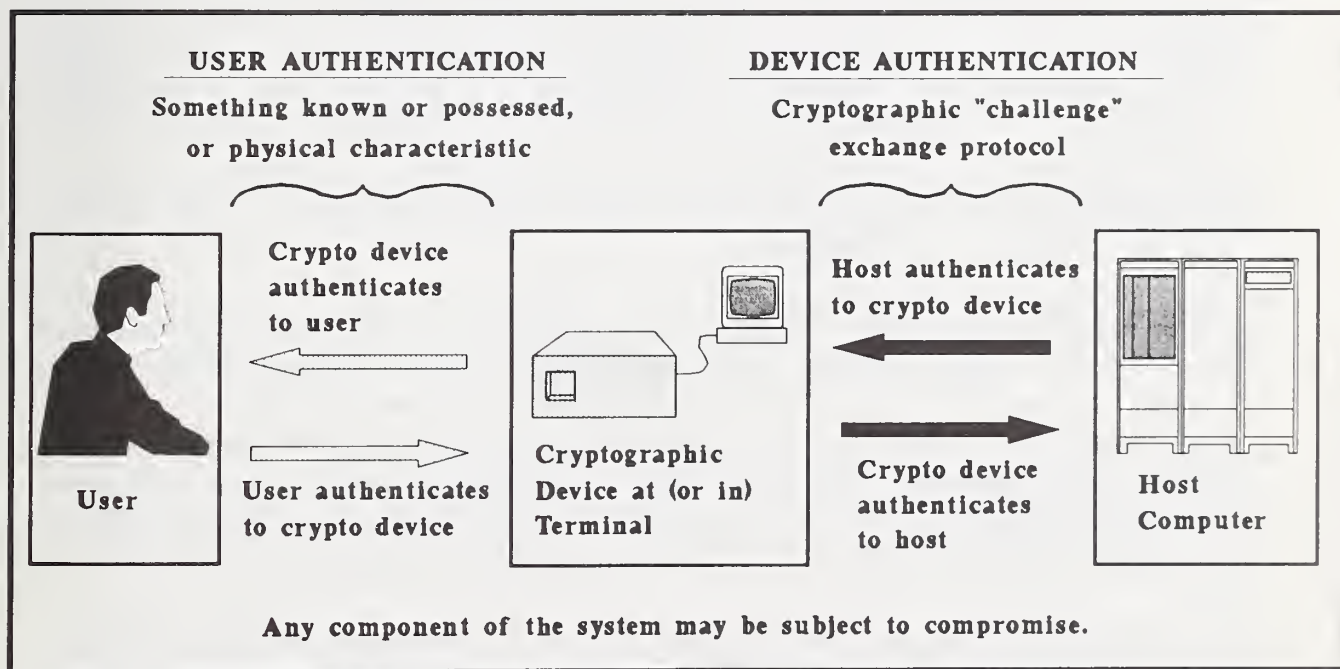 USER AUTHENTICATION
Something known or possessed,
or physical characteristic
DEVICE AUTHENTICATION
Cryptographic "challenge"
exchange protocol
User
Crypto device
authenticates
to user
User authenticates
to crypto device
Cryptographic
Device at (or in)
Terminal
Host authenticates
to crypto device
Crypto device
authenticates
to host
Host
Computer
Any component of the system may be subject to compromise.